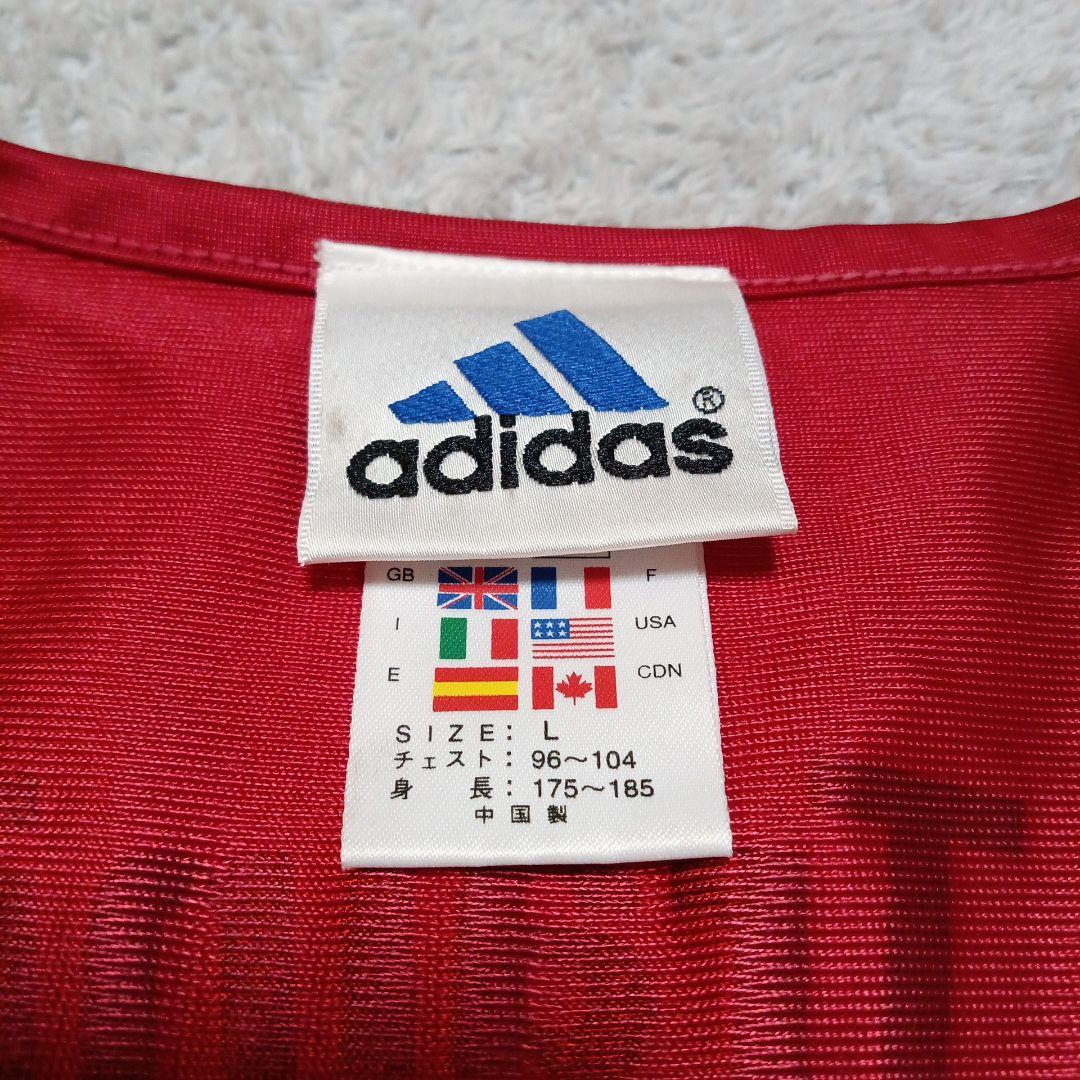 adidas®
GB F
I USA
E CDN
SIZE: L
チェスト: 96〜104
身長: 175〜185
中国製